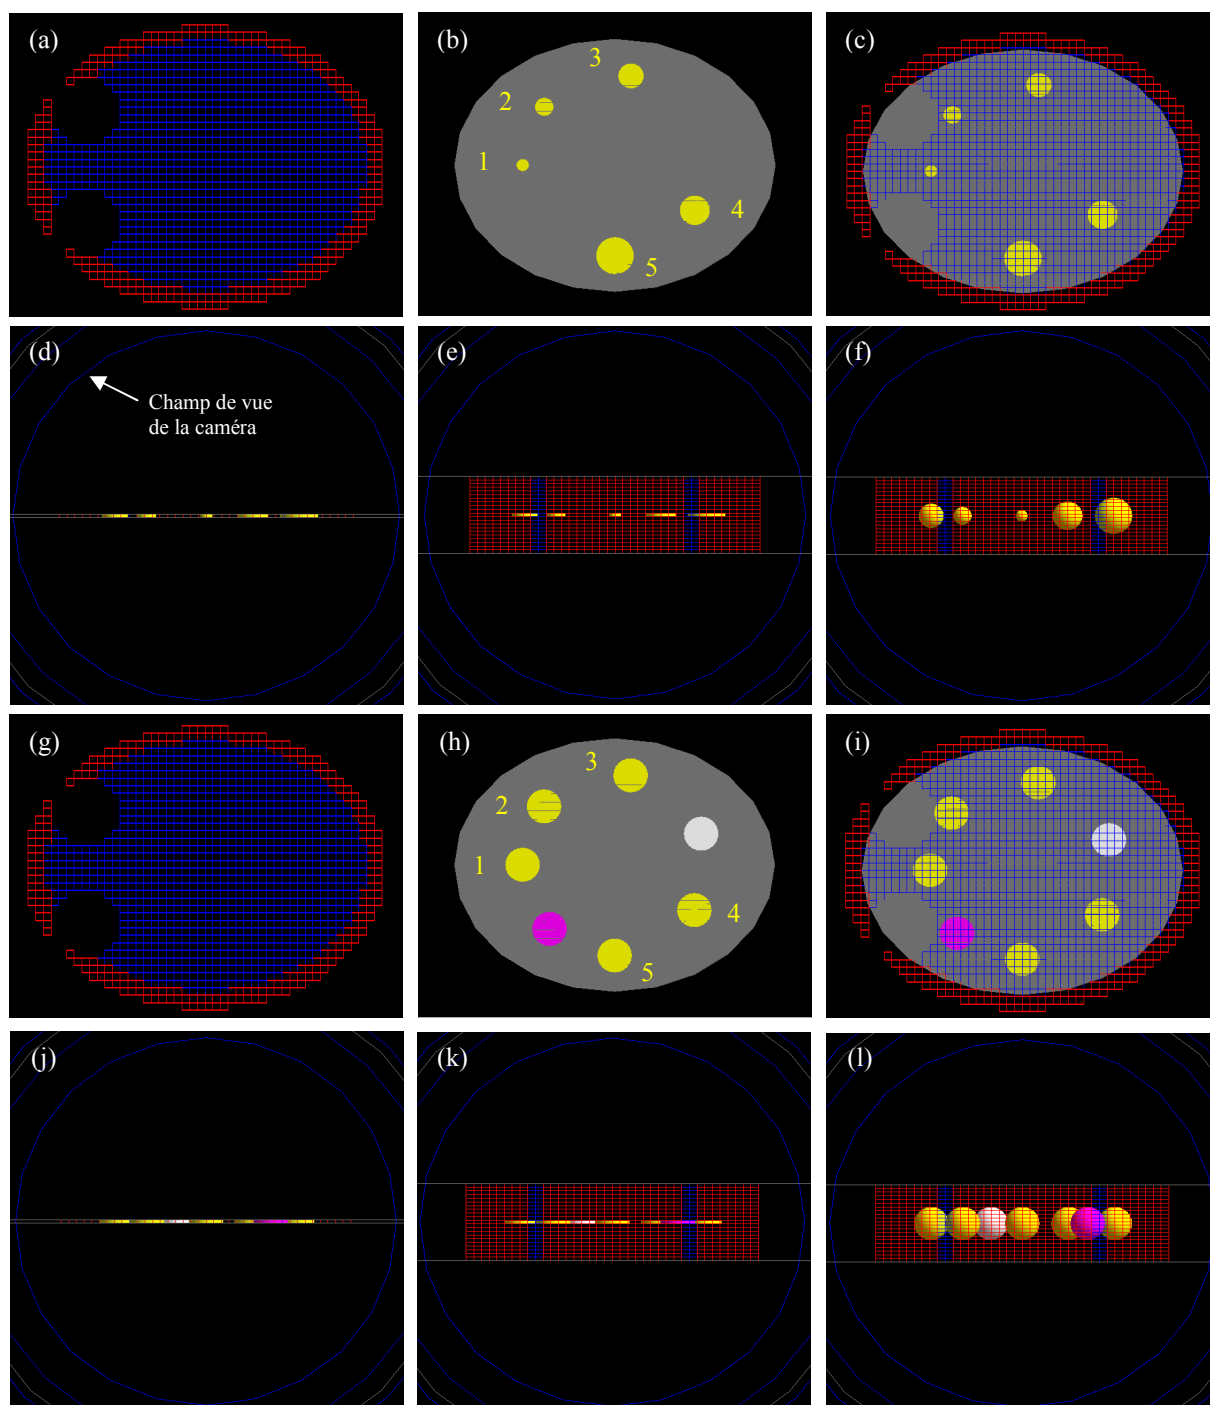 (a)
(b)
3
2
1
4
5
(c)
(d)
Champ de vue
de la caméra
(e)
(f)
(g)
(h)
3
2
1
4
5
(i)
(j)
(k)
(l)